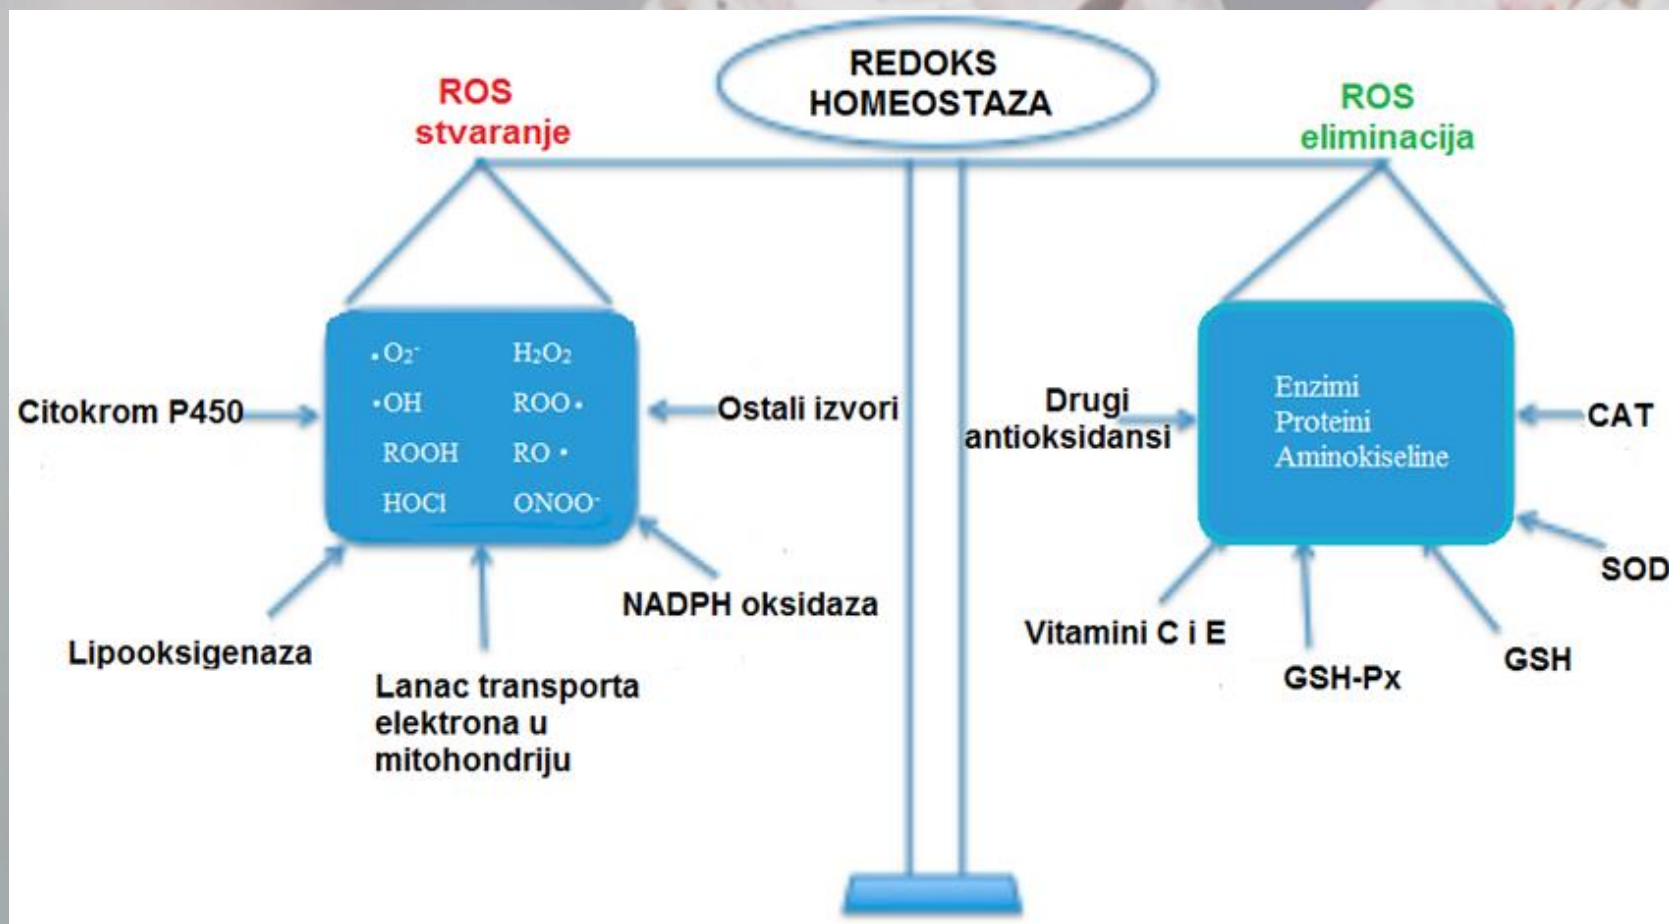 REDOKS
HOMEOSTAZA
ROS
stvaranje
ROS
eliminacija
•O₂⁻ H₂O₂
•OH ROO•
ROOH RO •
HOCl ONOO⁻
Citokrom P450
Ostali izvori
Lipooksigenaza
Lanac transporta
elektrona u
mitohondriju
NADPH oksidaza
Enzimi
Proteini
Aminokiseline
Drugi
antioksidansi
CAT
SOD
Vitamini C i E
GSH-Px
GSH